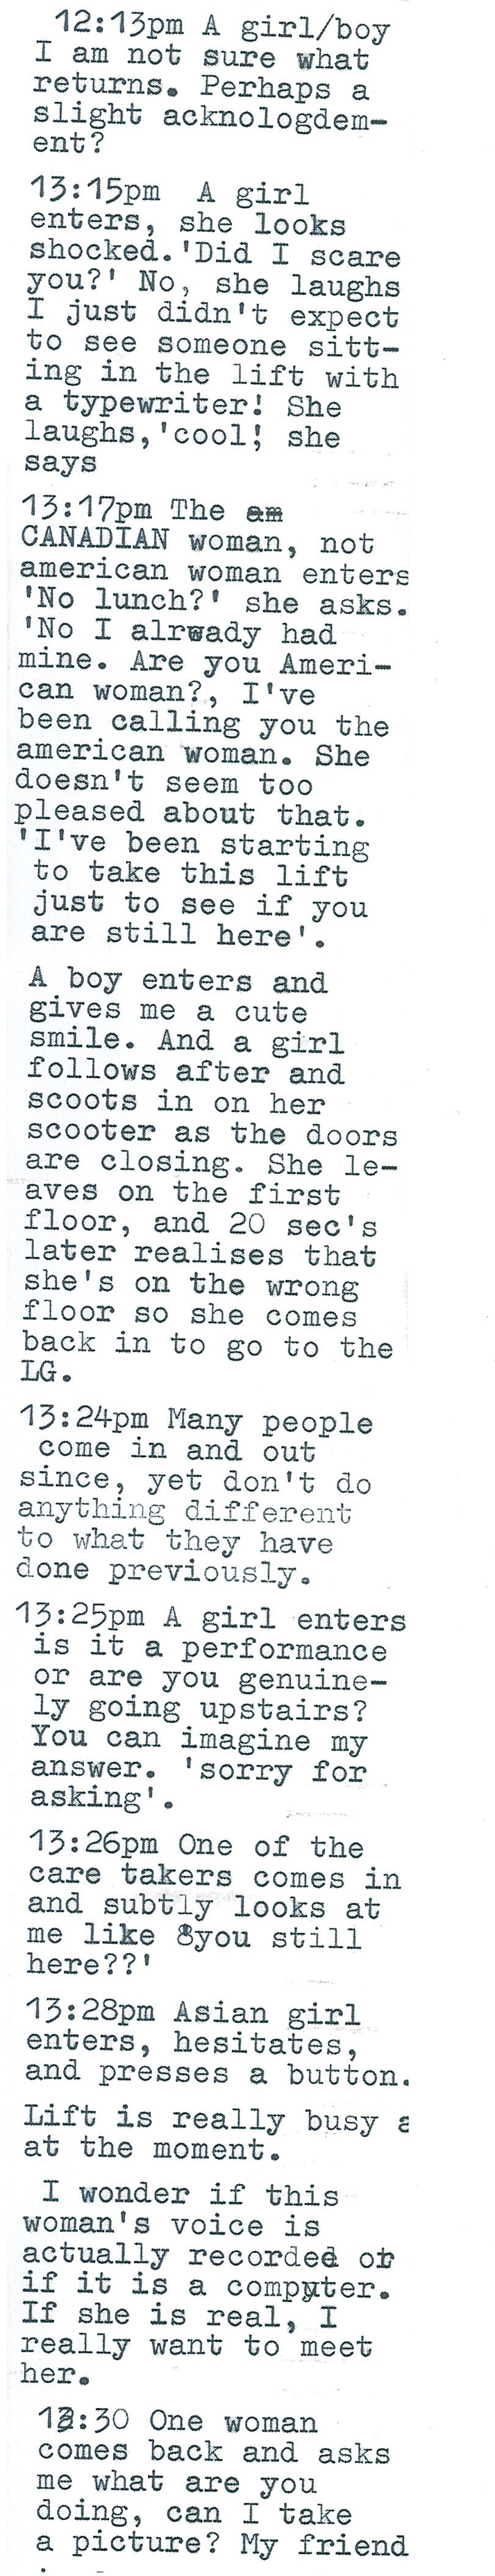 12:13pm A girl/boy
I am not sure what
returns. Perhaps a
slight acknologdem-
ent?
13:15pm A girl
enters, she looks
shocked.'Did I scare
you?' No, she laughs
I just didn't expect
to see someone sitt-
ing in the lift with
a typewriter! She
laughs,'cool! she
says
13:17pm The am
CANADIAN woman, not
american woman enters
'No lunch?' she asks.
'No I alrwady had
mine. Are you Ameri-
can woman?, I've
been calling you the
american woman. She
doesn't seem too
pleased about that.
'I've been starting
to take this lift
just to see if you
are still here'.
A boy enters and
gives me a cute
smile. And a girl
follows after and
scoots in on her
scooter as the doors
are closing. She le-
aves on the first
floor, and 20 sec's
later realises that
she's on the wrong
floor so she comes
back in to go to the
LG.
13:24pm Many people
come in and out
since, yet don't do
anything different
to what they have
done previously.
13:25pm A girl enters
is it a performance
or are you genuine-
ly going upstairs?
You can imagine my
answer. 'sorry for
asking'.
13:26pm One of the
care takers comes in
and subtly looks at
me like 8you still
here??'
13:28pm Asian girl
enters, hesitates,
and presses a button.
Lift is really busy a
at the moment.
I wonder if this
woman's voice is
actually recorded or
if it is a computer.
If she is real, I
really want to meet
her.
13:30 One woman
comes back and asks
me what are you
doing, can I take
a picture? My friend